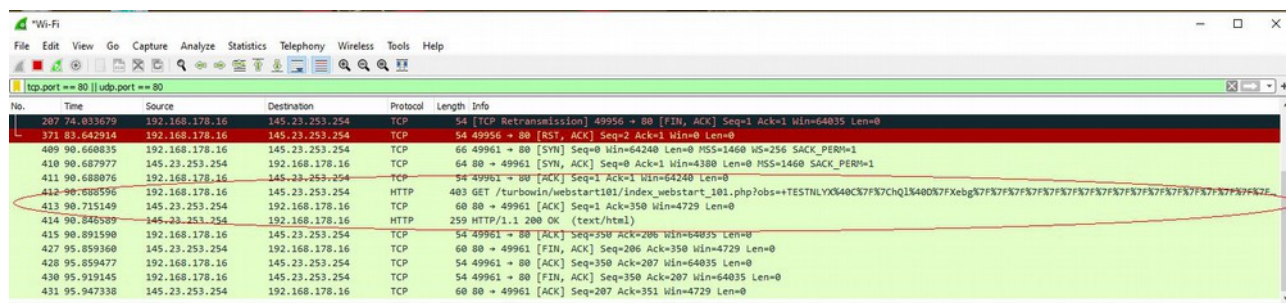 *Wi-Fi
File Edit View Go Capture Analyze Statistics Telephony Wireless Tools Help
tcp.port == 80 || udp.port == 80
No. Time Source Destination Protocol Length Info
207 74.033679 192.168.178.16 145.23.253.254 TCP 54 [TCP Retransmission] 49956 → 80 [FIN, ACK] Seq=1 Ack=1 Win=64035 Len=0
371 83.642914 192.168.178.16 145.23.253.254 TCP 54 49956 → 80 [RST, ACK] Seq=2 Ack=1 Win=0 Len=0
409 90.660835 192.168.178.16 145.23.253.254 TCP 66 49961 → 80 [SYN] Seq=0 Win=64240 Len=0 MSS=1460 WS=256 SACK_PERM=1
410 90.687977 145.23.253.254 192.168.178.16 TCP 64 80 → 49961 [SYN, ACK] Seq=0 Ack=1 Win=4380 Len=0 MSS=1460 SACK_PERM=1
411 90.688076 192.168.178.16 145.23.253.254 TCP 54 49961 → 80 [ACK] Seq=1 Ack=1 Win=64240 Len=0
412 90.688596 192.168.178.16 145.23.253.254 HTTP 403 GET /turbowin/webstart101/index_webstart_101.php?obs=+TESTNLYX%40C%7F%7ChQl%40D%7FXebg%7F%7F%7F%7F%7F%7F%7F%7F%7F%7F%7F%7F%7F%7F%7F%7F
413 90.715149 145.23.253.254 192.168.178.16 TCP 60 80 → 49961 [ACK] Seq=1 Ack=350 Win=4729 Len=0
414 90.846589 145.23.253.254 192.168.178.16 HTTP 259 HTTP/1.1 200 OK (text/html)
415 90.891590 192.168.178.16 145.23.253.254 TCP 54 49961 → 80 [ACK] Seq=350 Ack=206 Win=64035 Len=0
427 95.859360 145.23.253.254 192.168.178.16 TCP 60 80 → 49961 [FIN, ACK] Seq=206 Ack=350 Win=4729 Len=0
428 95.859477 192.168.178.16 145.23.253.254 TCP 54 49961 → 80 [ACK] Seq=350 Ack=207 Win=64035 Len=0
430 95.919145 192.168.178.16 145.23.253.254 TCP 54 49961 → 80 [FIN, ACK] Seq=350 Ack=207 Win=64035 Len=0
431 95.947338 145.23.253.254 192.168.178.16 TCP 60 80 → 49961 [ACK] Seq=207 Ack=351 Win=4729 Len=0